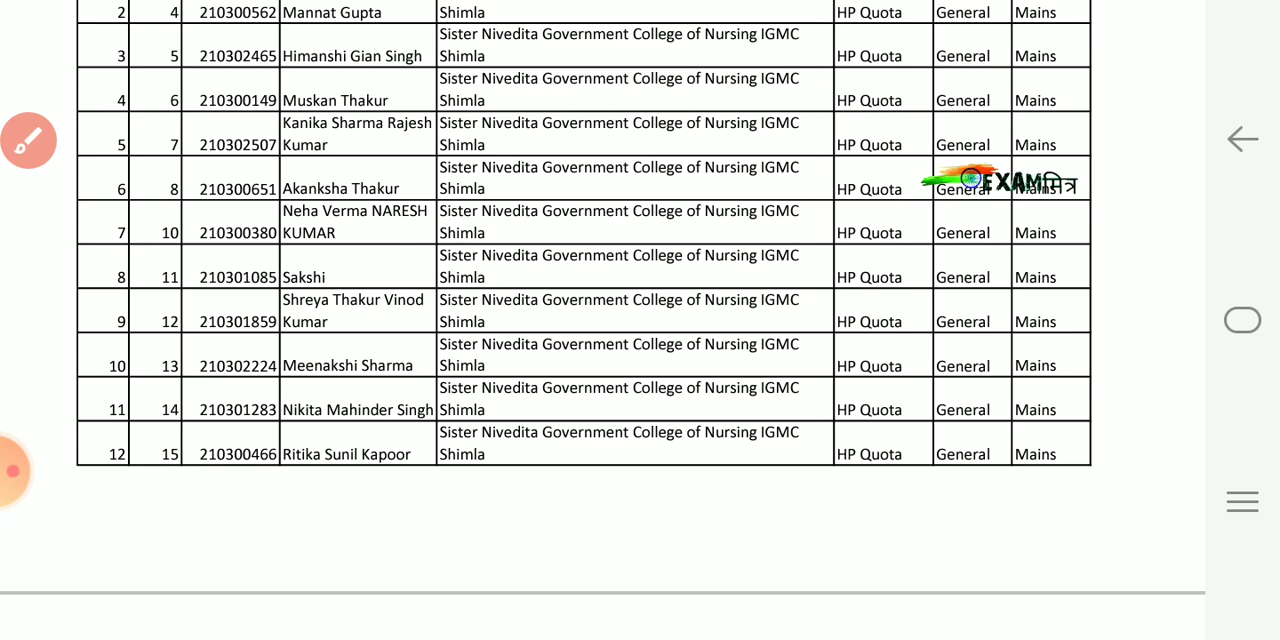 2 4 210300562 Mannat Gupta Shimla HP Quota General Mains
Sister Nivedita Government College of Nursing IGMC
3 5 210302465 Himanshi Gian Singh Shimla HP Quota General Mains
Sister Nivedita Government College of Nursing IGMC
4 6 210300149 Muskan Thakur Shimla HP Quota General Mains
Kanika Sharma Rajesh Sister Nivedita Government College of Nursing IGMC
5 7 210302507 Kumar Shimla HP Quota General Mains
Sister Nivedita Government College of Nursing IGMC
6 8 210300651 Akanksha Thakur Shimla HP Quota General Mains
EXAMमित्र
Neha Verma NARESH Sister Nivedita Government College of Nursing IGMC
7 10 210300380 KUMAR Shimla HP Quota General Mains
Sister Nivedita Government College of Nursing IGMC
8 11 210301085 Sakshi Shimla HP Quota General Mains
Shreya Thakur Vinod Sister Nivedita Government College of Nursing IGMC
9 12 210301859 Kumar Shimla HP Quota General Mains
Sister Nivedita Government College of Nursing IGMC
10 13 210302224 Meenakshi Sharma Shimla HP Quota General Mains
Sister Nivedita Government College of Nursing IGMC
11 14 210301283 Nikita Mahinder Singh Shimla HP Quota General Mains
Sister Nivedita Government College of Nursing IGMC
12 15 210300466 Ritika Sunil Kapoor Shimla HP Quota General Mains